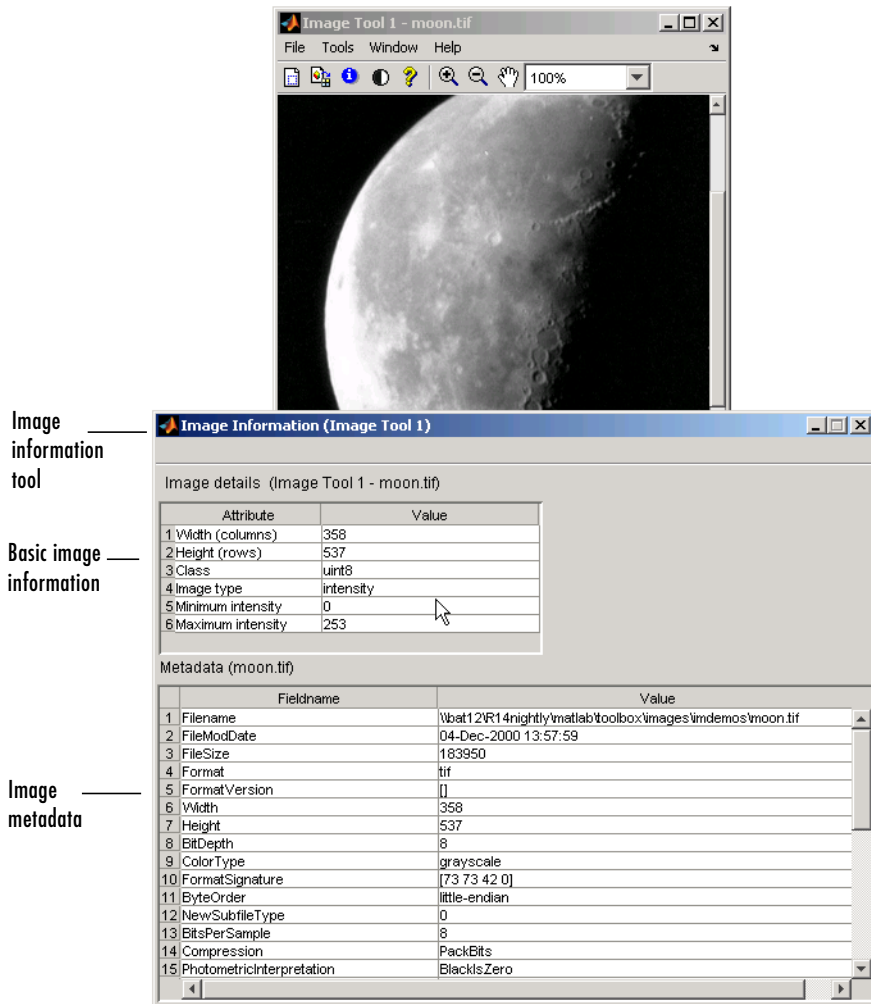 Image Tool 1 - moon.tif
File Tools Window Help
100%
Image
information
tool
Image Information (Image Tool 1)
Image details (Image Tool 1 - moon.tif)
Basic image
information
Attribute Value
1 Width (columns) 358
2 Height (rows) 537
3 Class uint8
4 Image type intensity
5 Minimum intensity 0
6 Maximum intensity 253
Metadata (moon.tif)
Image
metadata
Fieldname Value
1 Filename \\bat12\R14nightly\matlab\toolbox\images\imdemos\moon.tif
2 FileModDate 04-Dec-2000 13:57:59
3 FileSize 183950
4 Format tif
5 FormatVersion []
6 Width 358
7 Height 537
8 BitDepth 8
9 ColorType grayscale
10 FormatSignature [73 73 42 0]
11 ByteOrder little-endian
12 NewSubfileType 0
13 BitsPerSample 8
14 Compression PackBits
15 PhotometricInterpretation BlackIsZero